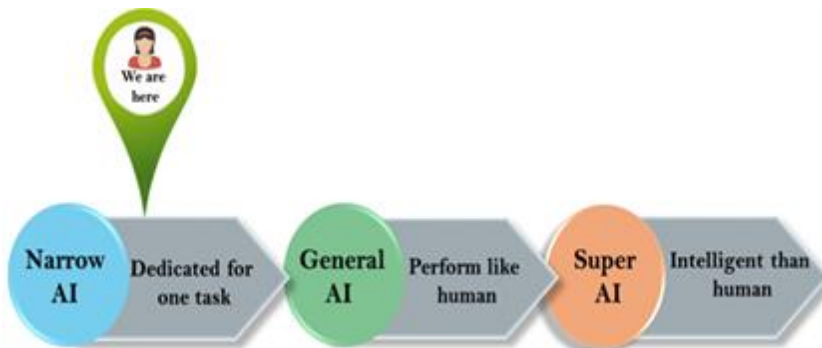 We are
here
Narrow
AI
Dedicated for
one task
General
AI
Perform like
human
Super
AI
Intelligent than
human